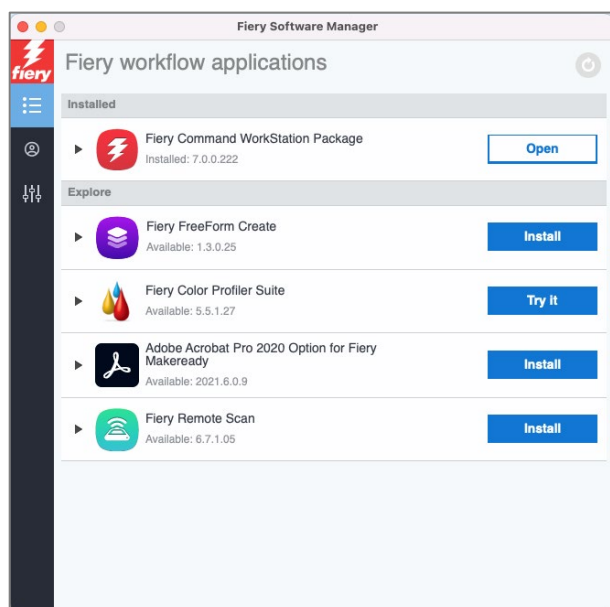 Fiery Software Manager
fiery
Fiery workflow applications
Installed
Fiery Command WorkStation Package
Installed: 7.0.0.222
Open
Explore
Fiery FreeForm Create
Available: 1.3.0.25
Install
Fiery Color Profiler Suite
Available: 5.5.1.27
Try it
Adobe Acrobat Pro 2020 Option for Fiery
Makeready
Available: 2021.6.0.9
Install
Fiery Remote Scan
Available: 6.7.1.05
Install